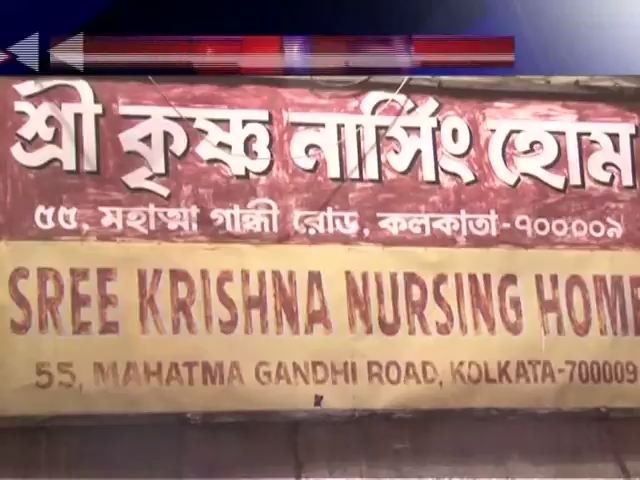 শ্রী কৃষ্ণ নার্সিং হোম
৫৫, মহাত্মা গান্ধী রোড, কলকাতা-৭০০০০৯
SREE KRISHNA NURSING HOME
55, MAHATMA GANDHI ROAD, KOLKATA-700009